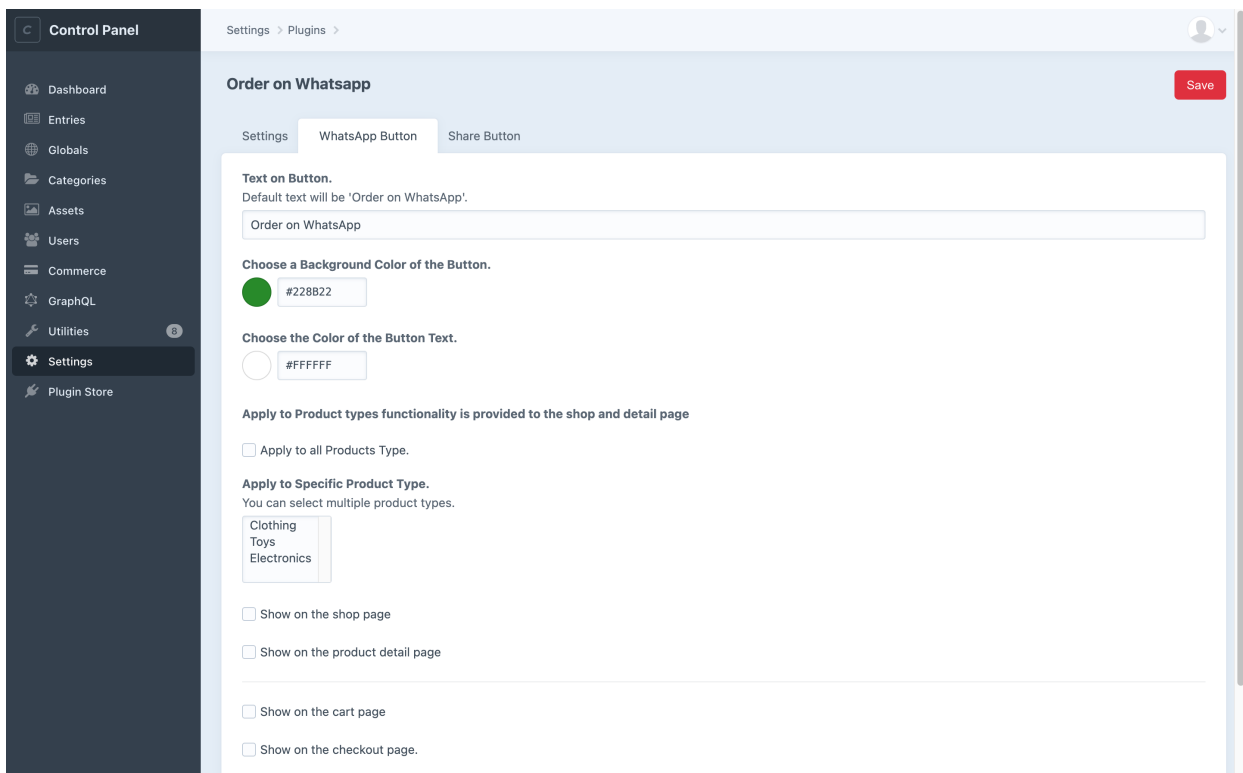 C Control Panel
Settings > Plugins >
Dashboard
Entries
Globals
Categories
Assets
Users
Commerce
GraphQL
Utilities 8
Settings
Plugin Store
Order on Whatsapp
Save
Settings WhatsApp Button Share Button
Text on Button.
Default text will be 'Order on WhatsApp'.
Order on WhatsApp
Choose a Background Color of the Button.
#228B22
Choose the Color of the Button Text.
#FFFFFF
Apply to Product types functionality is provided to the shop and detail page
Apply to all Products Type.
Apply to Specific Product Type.
You can select multiple product types.
Clothing
Toys
Electronics
Show on the shop page
Show on the product detail page
Show on the cart page
Show on the checkout page.